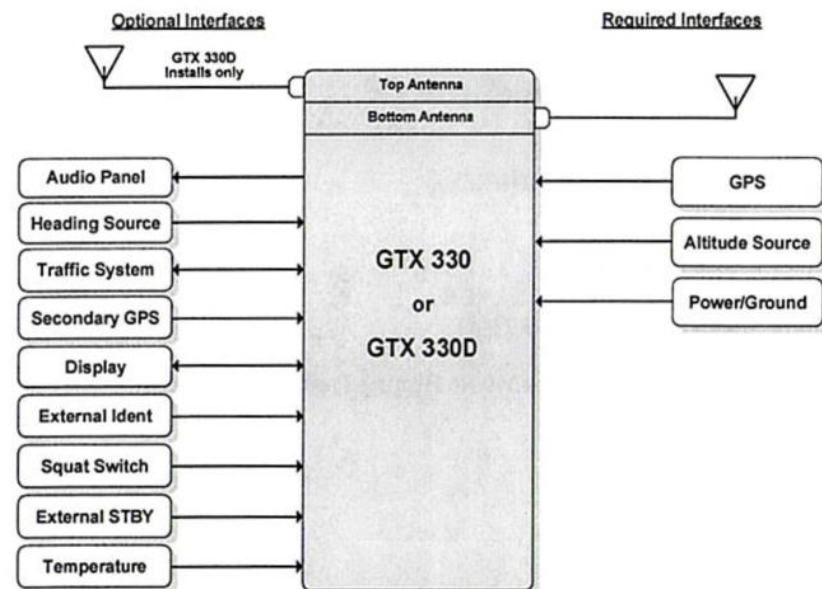 Optional Interfaces
Required Interfaces
GTX 330D
Installs only
Top Antenna
Bottom Antenna
Audio Panel
Heading Source
Traffic System
Secondary GPS
Display
External Ident
Squat Switch
External STBY
Temperature
GTX 330
or
GTX 330D
GPS
Altitude Source
Power/Ground